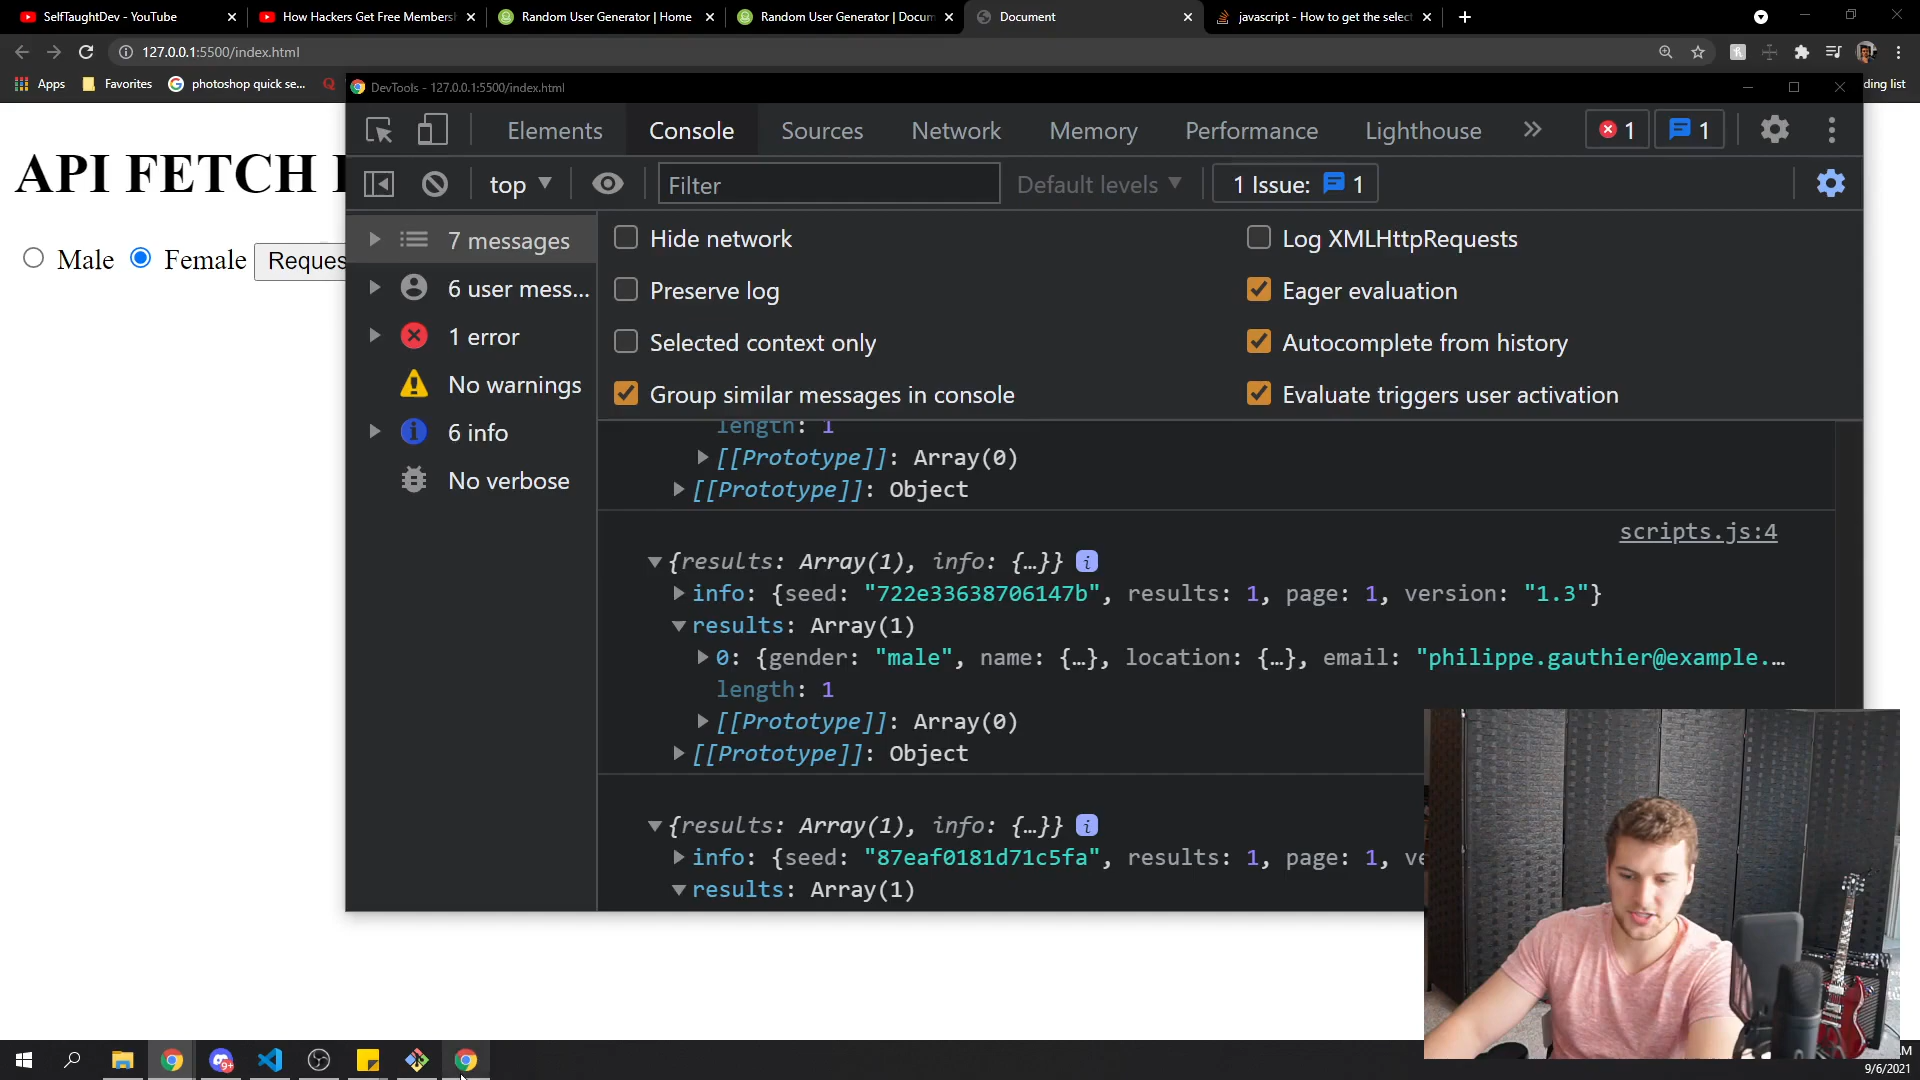 SelfTaughtDev - YouTube
How Hackers Get Free Membersh
Random User Generator | Home
Random User Generator | Docum
Document
javascript - How to get the selec
127.0.0.1:5500/index.html
Apps
Favorites
photoshop quick se...
ding list
DevTools - 127.0.0.1:5500/index.html
Elements
Console
Sources
Network
Memory
Performance
Lighthouse
1
1
API FETCH
top
Filter
Default levels
1 Issue:
1
Male
Female
Reques
7 messages
6 user mess...
1 error
No warnings
6 info
No verbose
Hide network
Log XMLHttpRequests
Preserve log
Eager evaluation
Selected context only
Autocomplete from history
Group similar messages in console
Evaluate triggers user activation
length: 1
[[Prototype]]: Array(0)
[[Prototype]]: Object
scripts.js:4
{results: Array(1), info: {…}}
info: {seed: "722e33638706147b", results: 1, page: 1, version: "1.3"}
results: Array(1)
0: {gender: "male", name: {…}, location: {…}, email: "philippe.gauthier@example.…
length: 1
[[Prototype]]: Array(0)
[[Prototype]]: Object
{results: Array(1), info: {…}}
info: {seed: "87eaf0181d71c5fa", results: 1, page: 1, ve
results: Array(1)
9+
9/6/2021